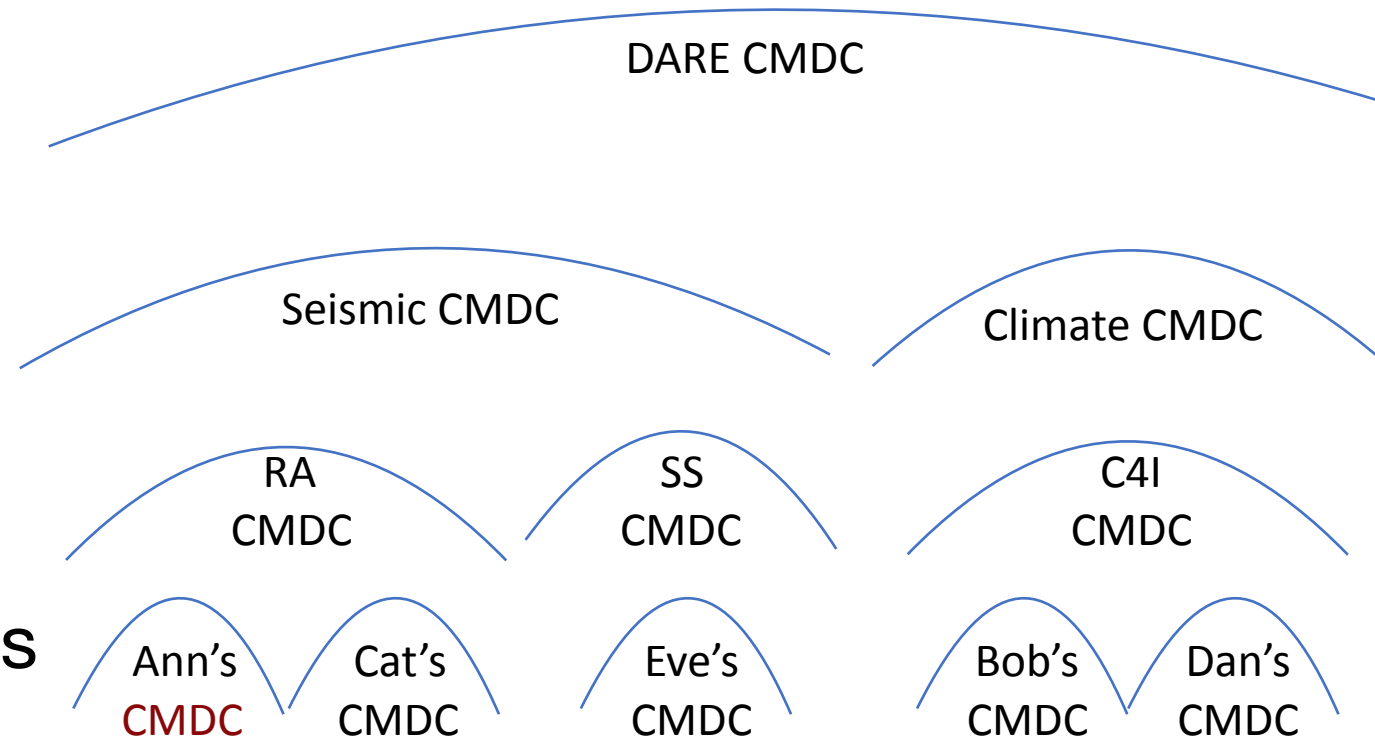 DARE CMDC
Seismic CMDC
Climate CMDC
RA
CMDC
SS
CMDC
C4I
CMDC
s
Ann's
CMDC
Cat's
CMDC
Eve's
CMDC
Bob's
CMDC
Dan's
CMDC